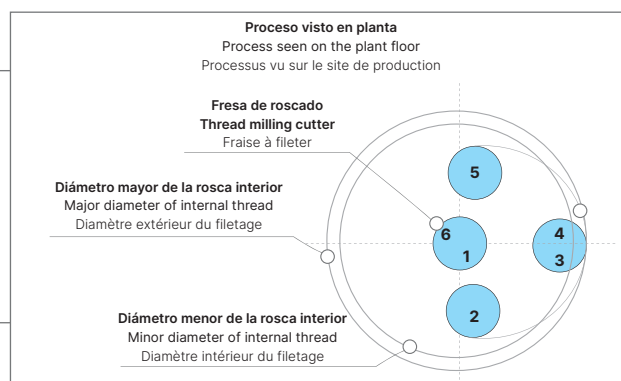 Proceso visto en planta
Process seen on the plant floor
Processus vu sur le site de production
Fresa de roscado
Thread milling cutter
Fraise à fileter
Diámetro mayor de la rosca interior
Major diameter of internal thread
Diamètre extérieur du filetage
Diámetro menor de la rosca interior
Minor diameter of internal thread
Diamètre intérieur du filetage
5
6
1
4
3
2